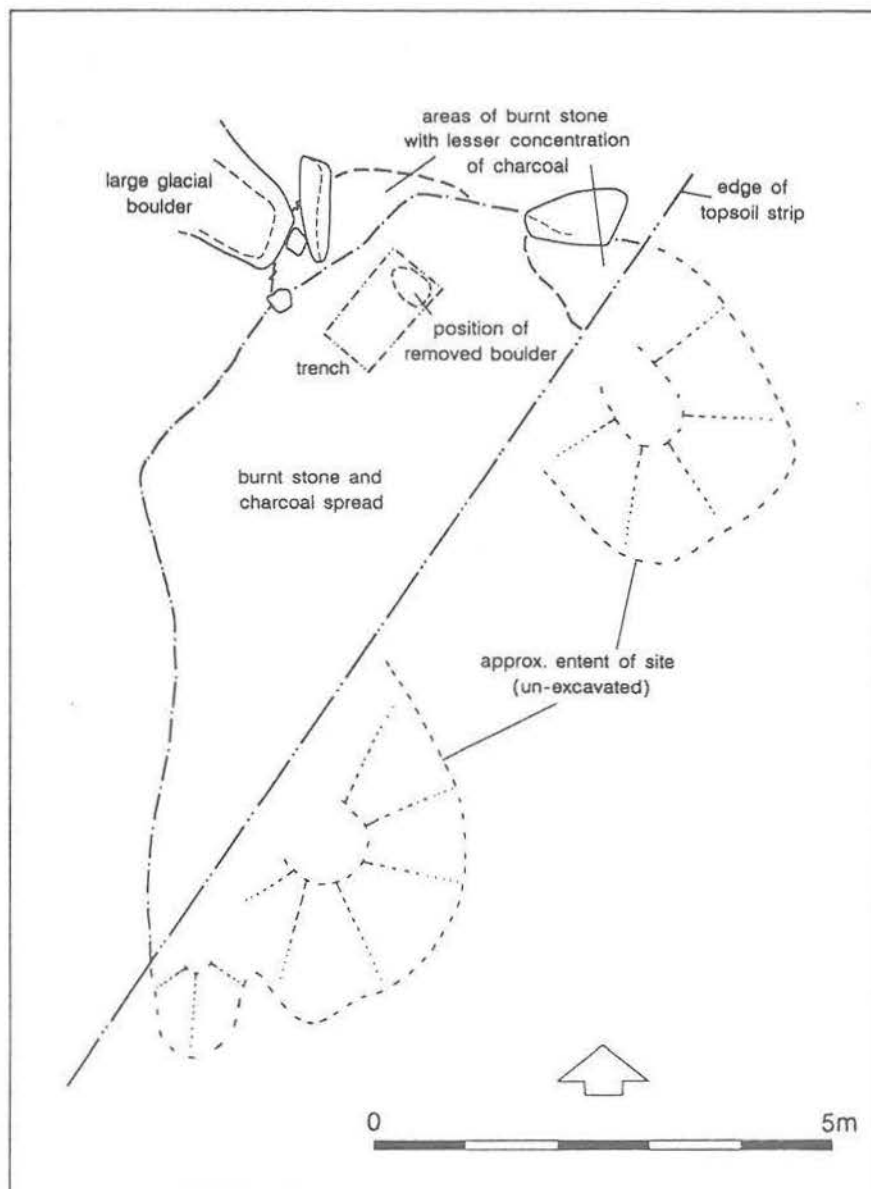 areas of burnt stone
with lesser concentration
of charcoal
large glacial
boulder
edge of
topsoil strip
position of
removed boulder
trench
burnt stone and
charcoal spread
approx. entent of site
(un-excavated)
0
5m